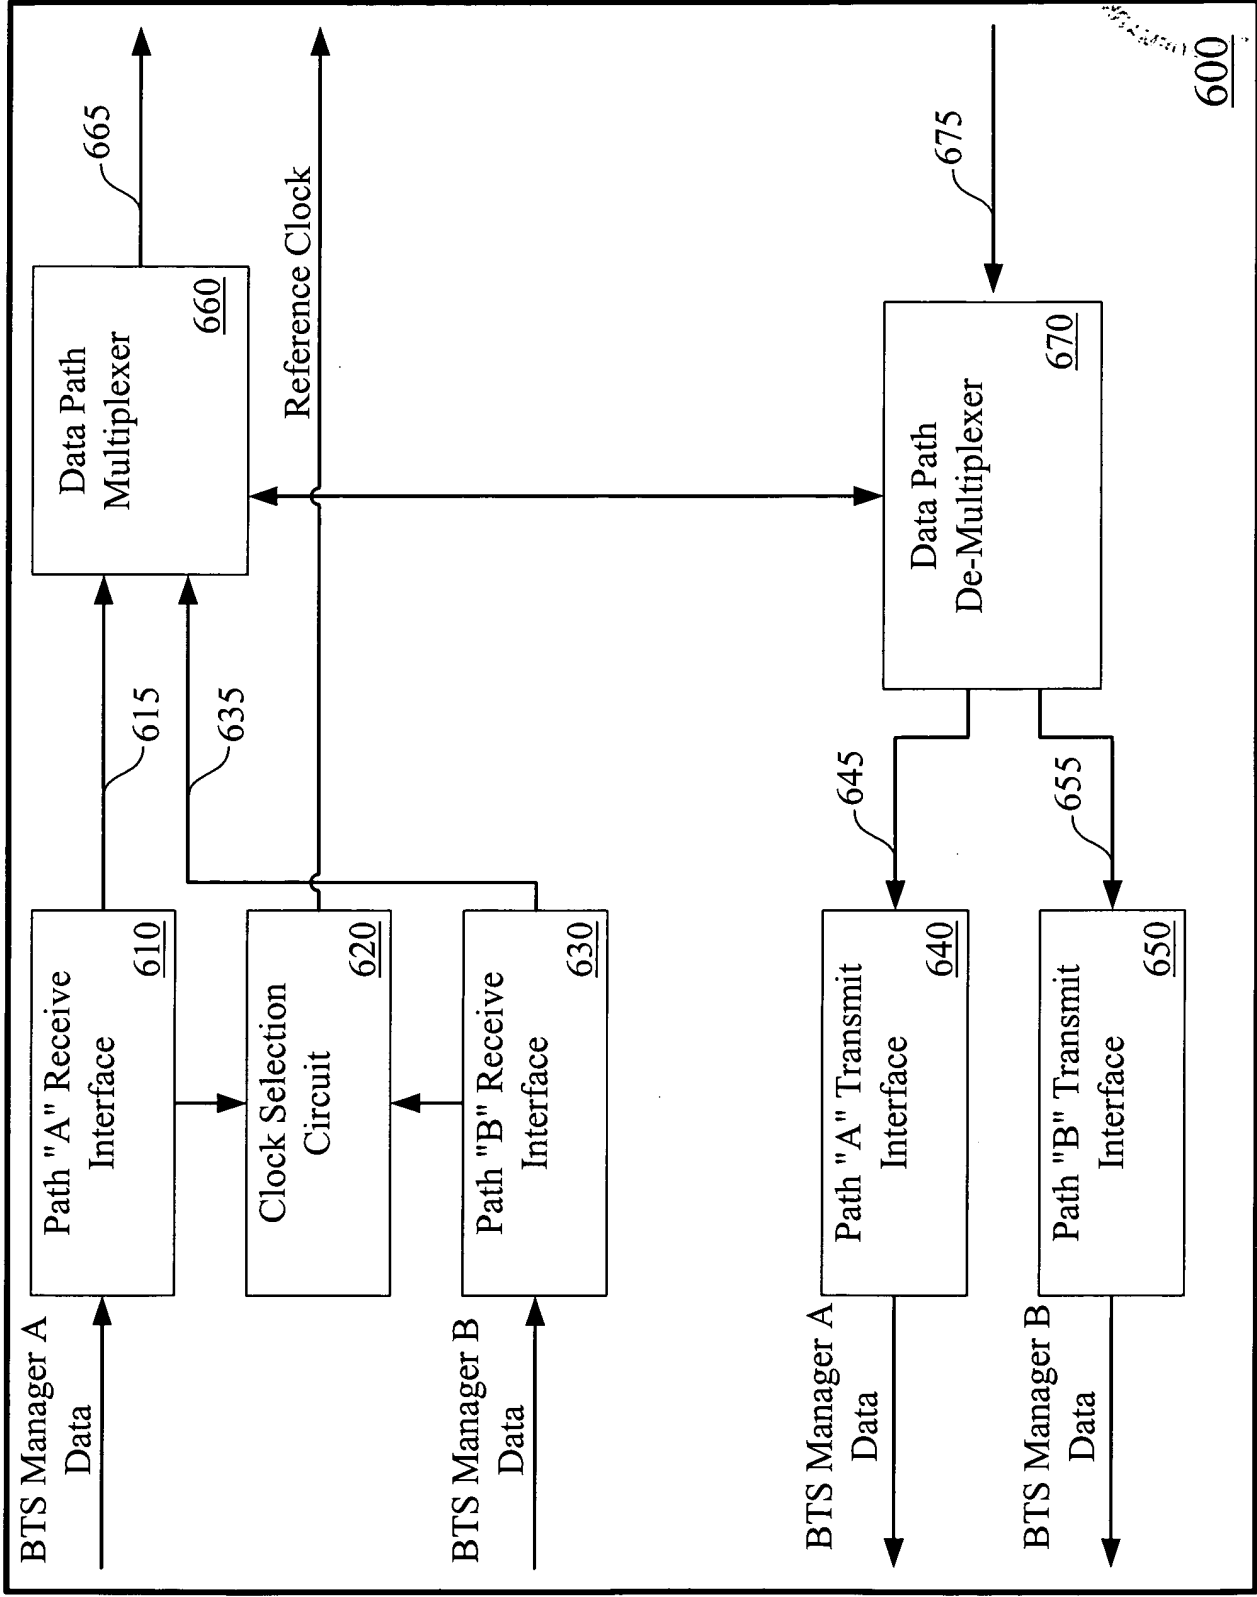 BTS Manager A
Data
Path "A" Receive
Interface
610
615
Data Path
Multiplexer
660
665
Clock Selection
Circuit
620
635
Reference Clock
BTS Manager B
Data
Path "B" Receive
Interface
630
BTS Manager A
Data
Path "A" Transmit
Interface
640
645
Data Path
De-Multiplexer
670
675
BTS Manager B
Data
Path "B" Transmit
Interface
650
655
600